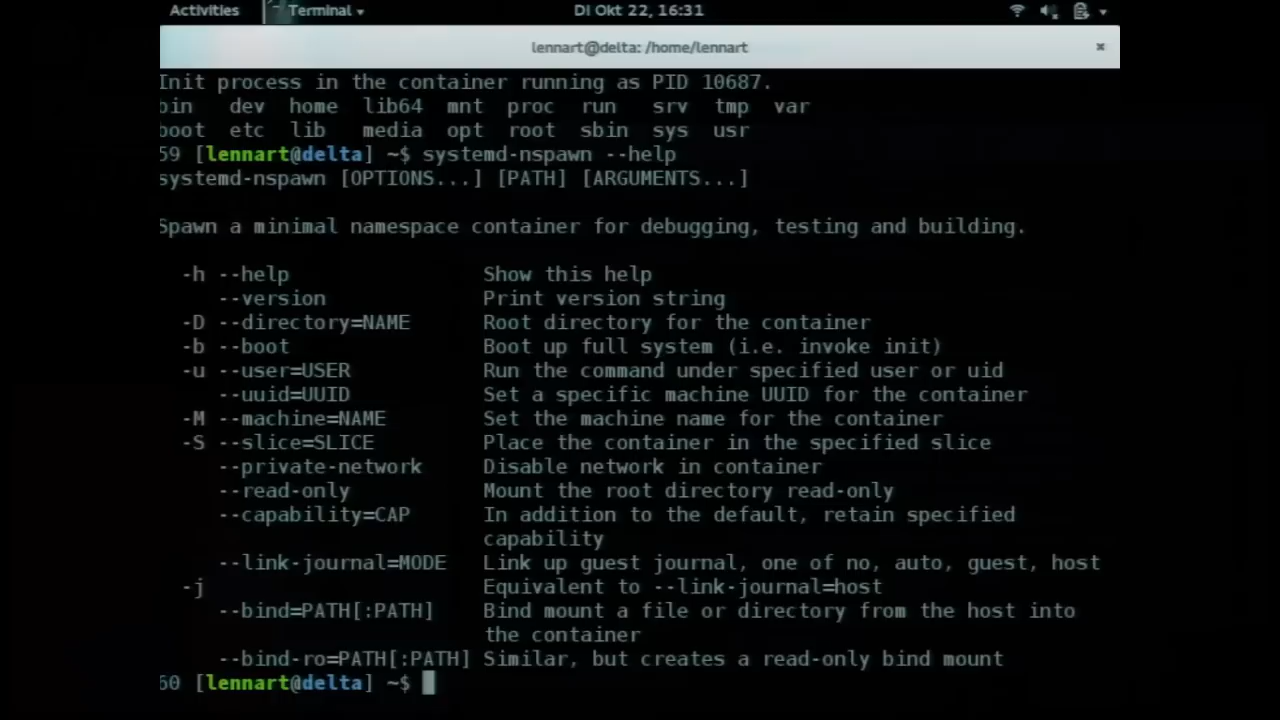 Activities Terminal DI Okt 22, 16:31
lennart@delta: /home/lennart ×
Init process in the container running as PID 10687.
bin dev home lib64 mnt proc run srv tmp var
boot etc lib media opt root sbin sys usr
59 [lennart@delta] ~$ systemd-nspawn --help
systemd-nspawn [OPTIONS...] [PATH] [ARGUMENTS...]
Spawn a minimal namespace container for debugging, testing and building.
-h --help Show this help
--version Print version string
-D --directory=NAME Root directory for the container
-b --boot Boot up full system (i.e. invoke init)
-u --user=USER Run the command under specified user or uid
--uuid=UUID Set a specific machine UUID for the container
-M --machine=NAME Set the machine name for the container
-S --slice=SLICE Place the container in the specified slice
--private-network Disable network in container
--read-only Mount the root directory read-only
--capability=CAP In addition to the default, retain specified
capability
--link-journal=MODE Link up guest journal, one of no, auto, guest, host
-j Equivalent to --link-journal=host
--bind=PATH[:PATH] Bind mount a file or directory from the host into
the container
--bind-ro=PATH[:PATH] Similar, but creates a read-only bind mount
60 [lennart@delta] ~$